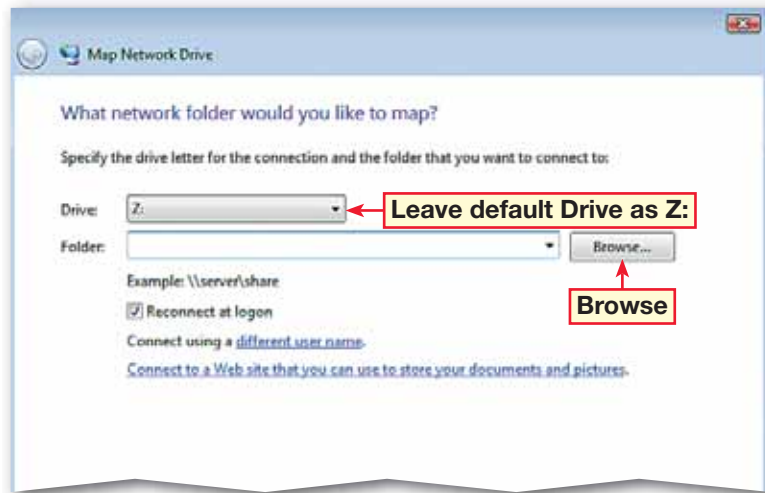 Map Network Drive
What network folder would you like to map?
Specify the drive letter for the connection and the folder that you want to connect to:
Drive: Z: Leave default Drive as Z:
Folder: Browse...
Example: \\server\share Browse
Reconnect at logon
Connect using a different user name.
Connect to a Web site that you can use to store your documents and pictures.